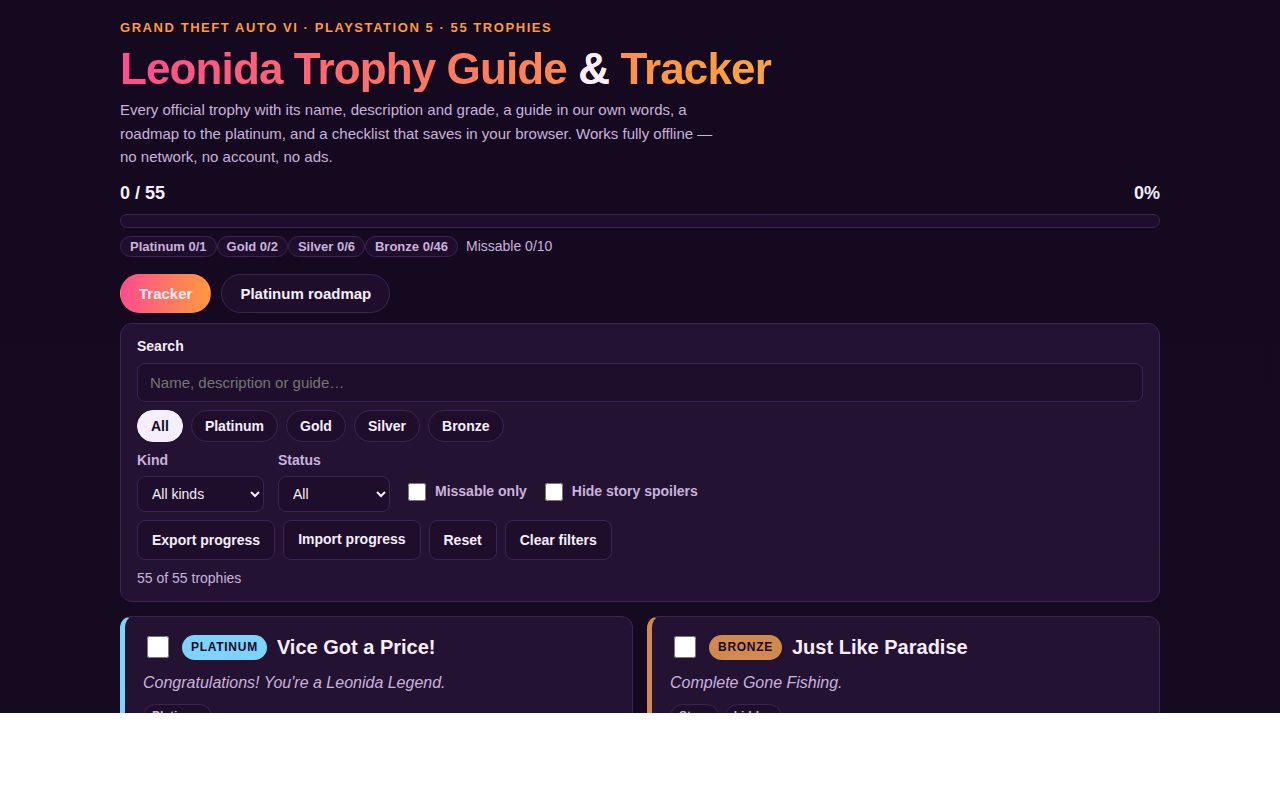 GRAND THEFT AUTO VI · PLAYSTATION 5 · 55 TROPHIES
Leonida Trophy Guide & Tracker
Every official trophy with its name, description and grade, a guide in our own words, a
roadmap to the platinum, and a checklist that saves in your browser. Works fully offline —
no network, no account, no ads.
0 / 55 0%
Platinum 0/1 Gold 0/2 Silver 0/6 Bronze 0/46 Missable 0/10
Tracker Platinum roadmap
Search
Name, description or guide…
All Platinum Gold Silver Bronze
Kind Status
All kinds All Missable only Hide story spoilers
Export progress Import progress Reset Clear filters
55 of 55 trophies
PLATINUM Vice Got a Price! BRONZE Just Like Paradise
Congratulations! You're a Leonida Legend. Complete Gone Fishing.